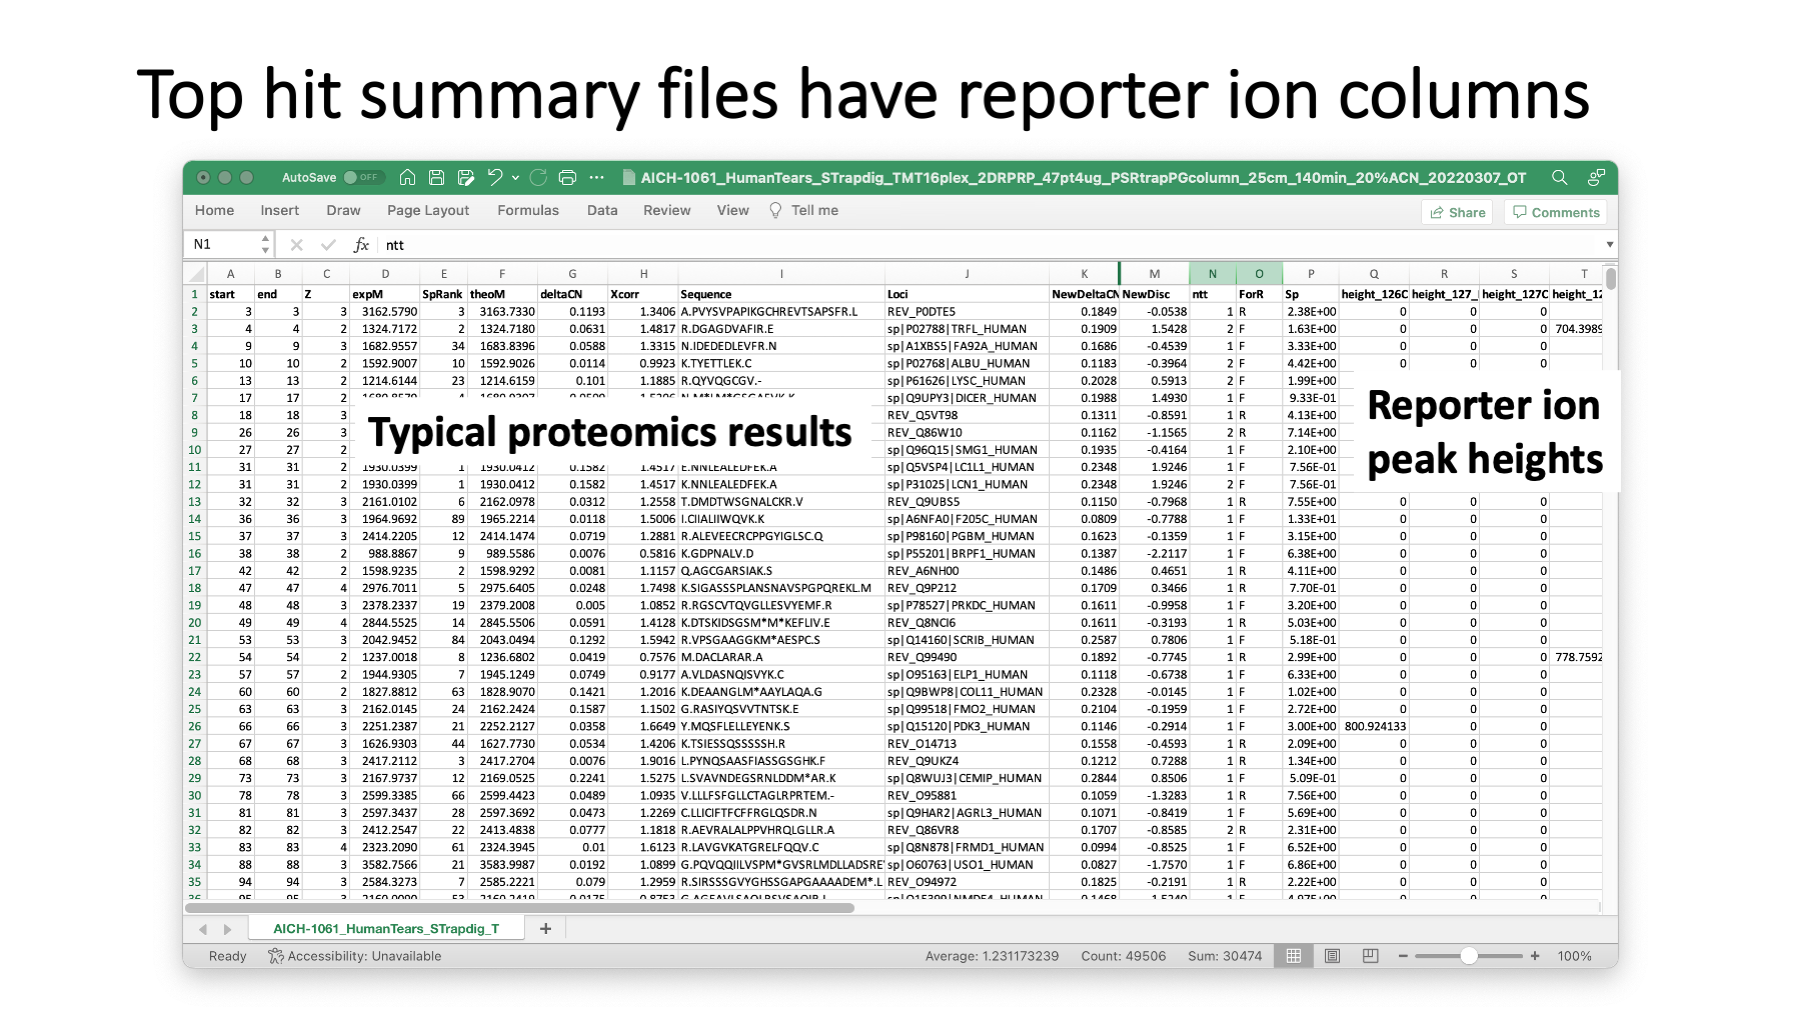 Top hit summary files have reporter ion columns
AutoSave OFF AICH-1061_HumanTears_STrapdig_TMT16plex_2DRPRP_47pt4ug_PSRtrapPGcolumn_25cm_140min_20%ACN_20220307_OT
Home Insert Draw Page Layout Formulas Data Review View Tell me Share Comments
N1 fx ntt
A B C D E F G H I J K M N O P Q R S T
1 start end Z expM SpRank theoM deltaCN Xcorr Sequence Loci NewDeltaCN NewDisc ntt ForR Sp height_126C height_127_ height_127C height_12
2 3 3 3 3162.5790 3 3163.7330 0.1193 1.3406 A.PVYSVPAPIKGCHREVTSAPSFR.L REV_P0DTE5 0.1849 -0.0538 1 R 2.38E+00 0 0 0
3 4 4 2 1324.7172 2 1324.7180 0.0631 1.4817 R.DGAGDVAFIR.E sp|P02788|TRFL_HUMAN 0.1909 1.5428 2 F 1.63E+00 0 0 0 704.3989
4 9 9 3 1682.9557 34 1683.8396 0.0588 1.3315 N.IDEDEDLEVFR.N sp|A1XBS5|FA92A_HUMAN 0.1686 -0.4539 1 F 3.33E+00 0 0 0
5 10 10 2 1592.9007 10 1592.9026 0.0114 0.9923 K.TYETTLEK.C sp|P02768|ALBU_HUMAN 0.1183 -0.3964 2 F 4.42E+00 0 0 0
6 13 13 2 1214.6144 23 1214.6159 0.101 1.1885 R.QYVQGCGV.- sp|P61626|LYSC_HUMAN 0.2028 0.5913 2 F 1.99E+00
7 17 17 2 sp|Q9UPY3|DICER_HUMAN 0.1988 1.4930 1 F 9.33E-01
8 18 18 3 REV_Q5VT98 0.1311 -0.8591 1 R 4.13E+00
9 26 26 3 REV_Q86W10 0.1162 -1.1565 2 R 7.14E+00
10 27 27 2 sp|Q96Q15|SMG1_HUMAN 0.1935 -0.4164 1 F 2.10E+00
Typical proteomics results
Reporter ion
peak heights
11 31 31 2 1930.0399 1 1930.0412 0.1582 1.4517 E.NNLEALEDFEK.A sp|Q5VSP4|LC1L1_HUMAN 0.2348 1.9246 1 F 7.56E-01
12 31 31 2 1930.0399 1 1930.0412 0.1582 1.4517 K.NNLEALEDFEK.A sp|P31025|LCN1_HUMAN 0.2348 1.9246 2 F 7.56E-01
13 32 32 3 2161.0102 6 2162.0978 0.0312 1.2558 T.DMDTWSGNALCKR.V REV_Q9UBS5 0.1150 -0.7968 1 R 7.55E+00 0 0 0
14 36 36 3 1964.9692 89 1965.2214 0.0118 1.5006 I.CIIALIIWQVK.K sp|A6NFA0|F205C_HUMAN 0.0809 -0.7788 1 F 1.33E+01 0 0 0
15 37 37 3 2414.2205 12 2414.1474 0.0719 1.2881 R.ALEVEECRCPPGYIGLSC.Q sp|P98160|PGBM_HUMAN 0.1623 -0.1359 1 F 3.15E+00 0 0 0
16 38 38 2 988.8867 9 989.5586 0.0076 0.5816 K.GDPNALV.D sp|P55201|BRPF1_HUMAN 0.1387 -2.2117 1 F 6.38E+00 0 0 0
17 42 42 2 1598.9235 2 1598.9292 0.0081 1.1157 Q.AGCGARSIAK.S REV_A6NH00 0.1486 0.4651 1 R 4.11E+00 0 0 0
18 47 47 4 2976.7011 5 2975.6405 0.0248 1.7498 K.SIGASSSPLANSNAVSPGPQREKL.M REV_Q9P212 0.1709 0.3466 1 R 7.70E-01 0 0 0
19 48 48 3 2378.2337 19 2379.2008 0.005 1.0852 R.RGSCVTQVGLLESVYEMF.R sp|P78527|PRKDC_HUMAN 0.1611 -0.9958 1 F 3.20E+00 0 0 0
20 49 49 4 2844.5525 14 2845.5506 0.0591 1.4128 K.DTSKIDSGSM*M*KEFLIV.E REV_Q8NCI6 0.1611 -0.3193 1 R 5.03E+00 0 0 0
21 53 53 3 2042.9452 84 2043.0494 0.1292 1.5942 R.VPSGAAGGKM*AESPC.S sp|Q14160|SCRIB_HUMAN 0.2587 0.7806 1 F 5.18E-01 0 0 0
22 54 54 2 1237.0018 8 1236.6802 0.0419 0.7576 M.DACLARAR.A REV_Q99490 0.1892 -0.7745 1 R 2.99E+00 0 0 0 778.7592
23 57 57 2 1944.9305 7 1945.1249 0.0749 0.9177 A.VLDASNQISVYK.C sp|O95163|ELP1_HUMAN 0.1118 -0.6738 1 F 6.33E+00 0 0 0
24 60 60 2 1827.8812 63 1828.9070 0.1421 1.2016 K.DEAANGLM*AAYLAQA.G sp|Q9BWP8|COL11_HUMAN 0.2328 -0.0145 1 F 1.02E+00 0 0 0
25 63 63 3 2162.0145 24 2162.2424 0.1587 1.1502 G.RASIYQSVVTNTSK.E sp|Q99518|FMO2_HUMAN 0.2104 -0.1959 1 F 2.72E+00 0 0 0
26 66 66 3 2251.2387 21 2252.2127 0.0358 1.6649 Y.MQSFLELLEYENK.S sp|Q15120|PDK3_HUMAN 0.1146 -0.2914 1 F 3.00E+00 800.924133 0 0
27 67 67 3 1626.9303 44 1627.7730 0.0534 1.4206 K.TSIESSQSSSSSH.R REV_O14713 0.1558 -0.4593 1 R 2.09E+00 0 0 0
28 68 68 3 2417.2112 3 2417.2704 0.0076 1.9016 L.PYNQSAASFIASSGSGHK.F REV_Q9UKZ4 0.1212 0.7288 1 R 1.34E+00 0 0 0
29 73 73 3 2167.9737 12 2169.0525 0.2241 1.5275 L.SVAVNDEGSRNLDDM*AR.K sp|Q8WUJ3|CEMIP_HUMAN 0.2844 0.8506 1 F 5.09E-01 0 0 0
30 78 78 3 2599.3385 66 2599.4423 0.0489 1.0935 V.LLLFSFGLLCTAGLRPRTEM.- REV_O95881 0.1059 -1.3283 1 R 7.56E+00 0 0 0
31 81 81 3 2597.3437 28 2597.3692 0.0473 1.2269 C.LLICIFTFCFFRGLQSDR.N sp|Q9HAR2|AGRL3_HUMAN 0.1071 -0.8419 1 F 5.69E+00 0 0 0
32 82 82 3 2412.2547 22 2413.4838 0.0777 1.1818 R.AEVRALALPPVHRQLGLLR.A REV_Q86VR8 0.1707 -0.8585 2 R 2.31E+00 0 0 0
33 83 83 4 2323.2090 61 2324.3945 0.01 1.6123 R.LAVGVKATGRELFQQV.C sp|Q8N878|FRMD1_HUMAN 0.0994 -0.8525 1 F 6.52E+00 0 0 0
34 88 88 3 3582.7566 21 3583.9987 0.0192 1.0899 G.PQVQQIILVSPM*GVSRLMDLLADSRE sp|O60763|USO1_HUMAN 0.0827 -1.7570 1 F 6.86E+00 0 0 0
35 94 94 3 2584.3273 7 2585.2221 0.079 1.2959 R.SIRSSSGVYGHSSGAPGAAAADEM*.L REV_O94972 0.1825 -0.2191 1 R 2.22E+00 0 0 0
AICH-1061_HumanTears_STrapdig_T +
Ready Accessibility: Unavailable Average: 1.231173239 Count: 49506 Sum: 30474 100%